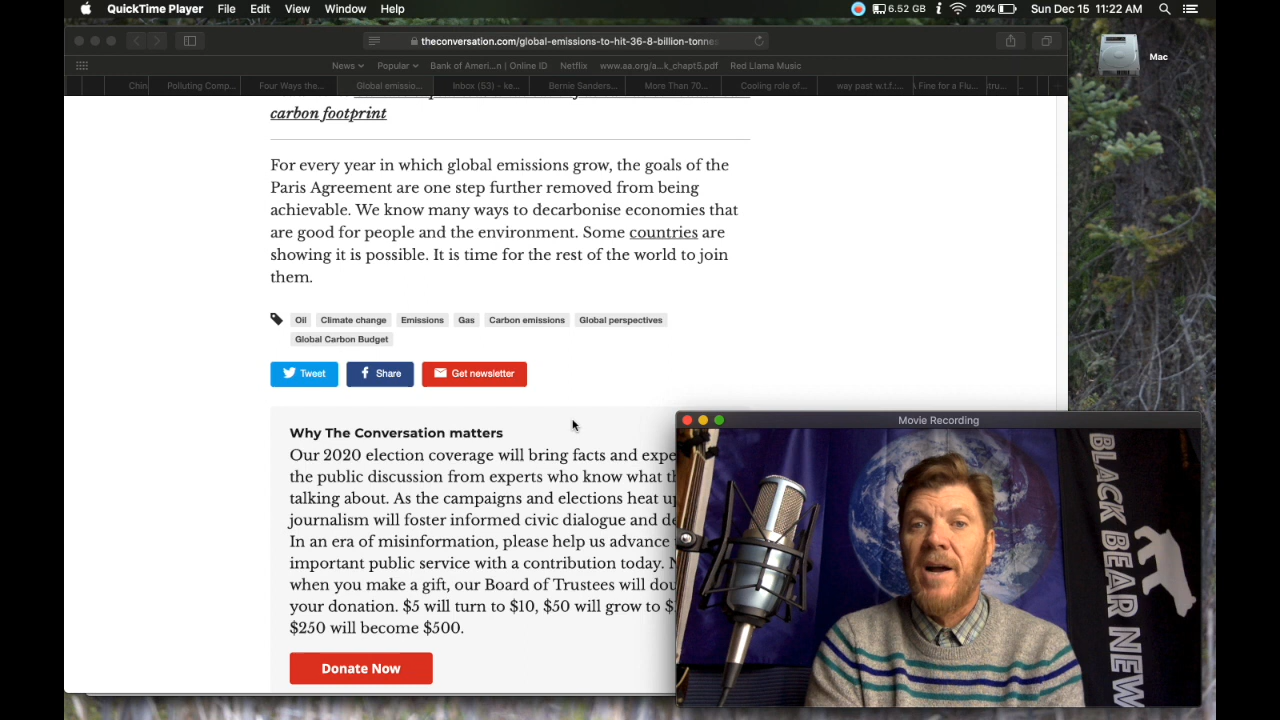 QuickTime Player File Edit View Window Help 6.52 GB 20% Sun Dec 15 11:22 AM
theconversation.com/global-emissions-to-hit-36-8-billion-tonne
Mac
News Popular Bank of Ameri...n | Online ID Netflix www.ea.org/a...k_chapt5.pdf Red Llama Music
Chin Polluting Comp... Four Ways the... Global emissio... Inbox (53) – ke... Bernie Sanders... More Than 70... Cooling role of... way past w.t.f.:... A Fine for a Flu...
carbon footprint
For every year in which global emissions grow, the goals of the
Paris Agreement are one step further removed from being
achievable. We know many ways to decarbonise economies that
are good for people and the environment. Some countries are
showing it is possible. It is time for the rest of the world to join
them.
Oil Climate change Emissions Gas Carbon emissions Global perspectives
Global Carbon Budget
Tweet Share Get newsletter
Why The Conversation matters
Our 2020 election coverage will bring facts and expe
the public discussion from experts who know what th
talking about. As the campaigns and elections heat up
journalism will foster informed civic dialogue and de
In an era of misinformation, please help us advance
important public service with a contribution today.
when you make a gift, our Board of Trustees will dou
your donation. $5 will turn to $10, $50 will grow to $
$250 will become $500.
Donate Now
Movie Recording
BLACK BEAR NEW